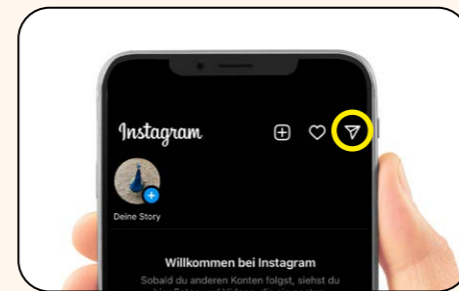 Instagram
Deine Story
Willkommen bei Instagram
Sobald du anderen Konten folgst, siehst du